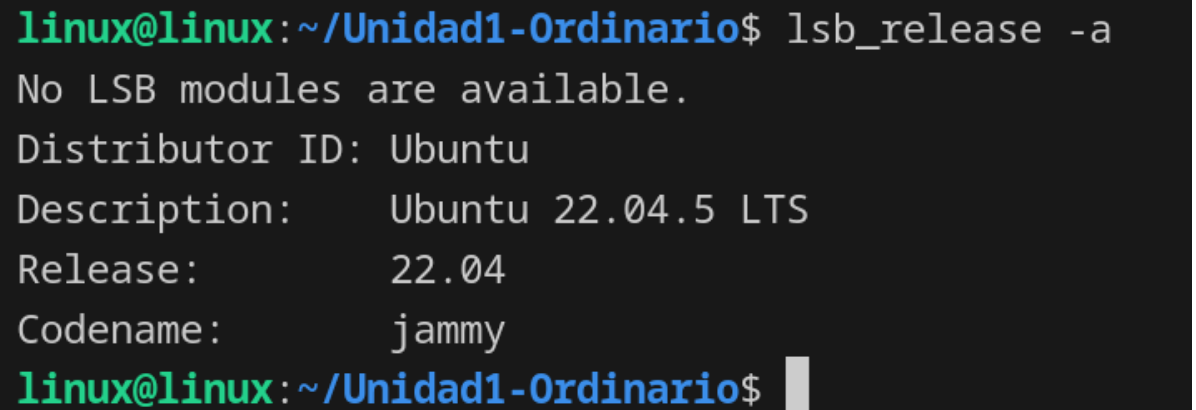 linux@linux:~/Unidad1-Ordinario$ lsb_release -a
No LSB modules are available.
Distributor ID: Ubuntu
Description:    Ubuntu 22.04.5 LTS
Release:        22.04
Codename:       jammy
linux@linux:~/Unidad1-Ordinario$